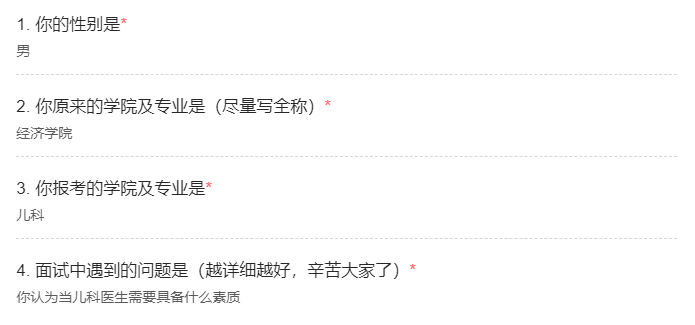 1. 你的性别是*
男
2. 你原来的学院及专业是（尽量写全称）*
经济学院
3. 你报考的学院及专业是*
儿科
4. 面试中遇到的问题是（越详细越好，辛苦大家了）*
你认为当儿科医生需要具备什么素质